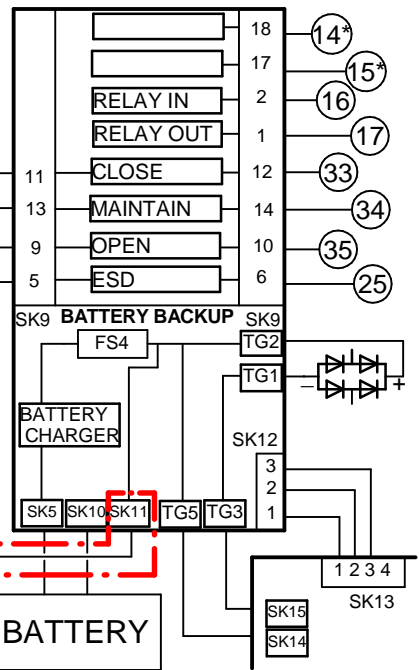 18 14*
17 15*
RELAY IN 2 16
RELAY OUT 1 17
11 CLOSE 12 33
13 MAINTAIN 14 34
9 OPEN 10 35
5 ESD 6 25
SK9 BATTERY BACKUP SK9
FS4 TG2
TG1
− +
BATTERY
CHARGER
SK12
3
2
1
SK5 SK10 SK11 TG5 TG3
1 2 3 4
SK13
SK15
SK14
BATTERY